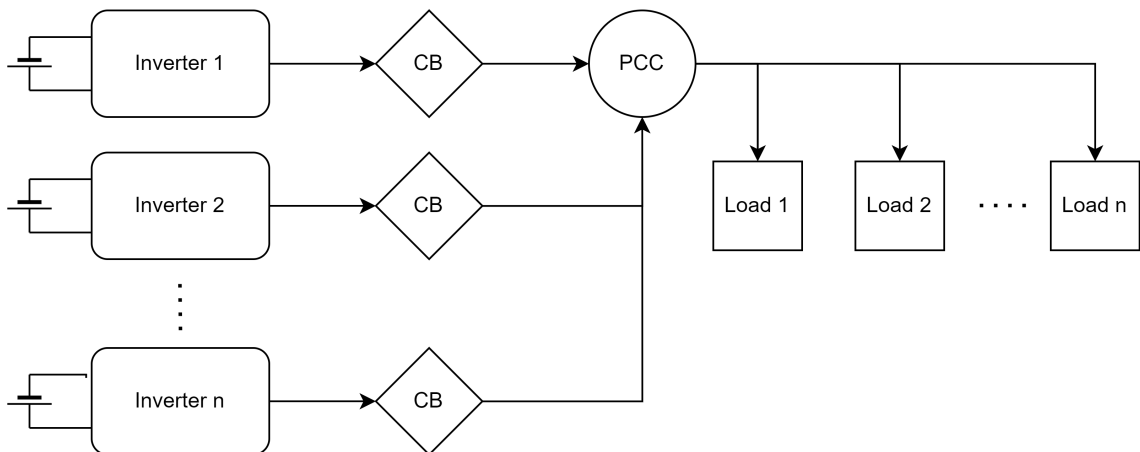 Inverter 1
CB
PCC
Inverter 2
CB
Load 1
Load 2
Load n
Inverter n
CB